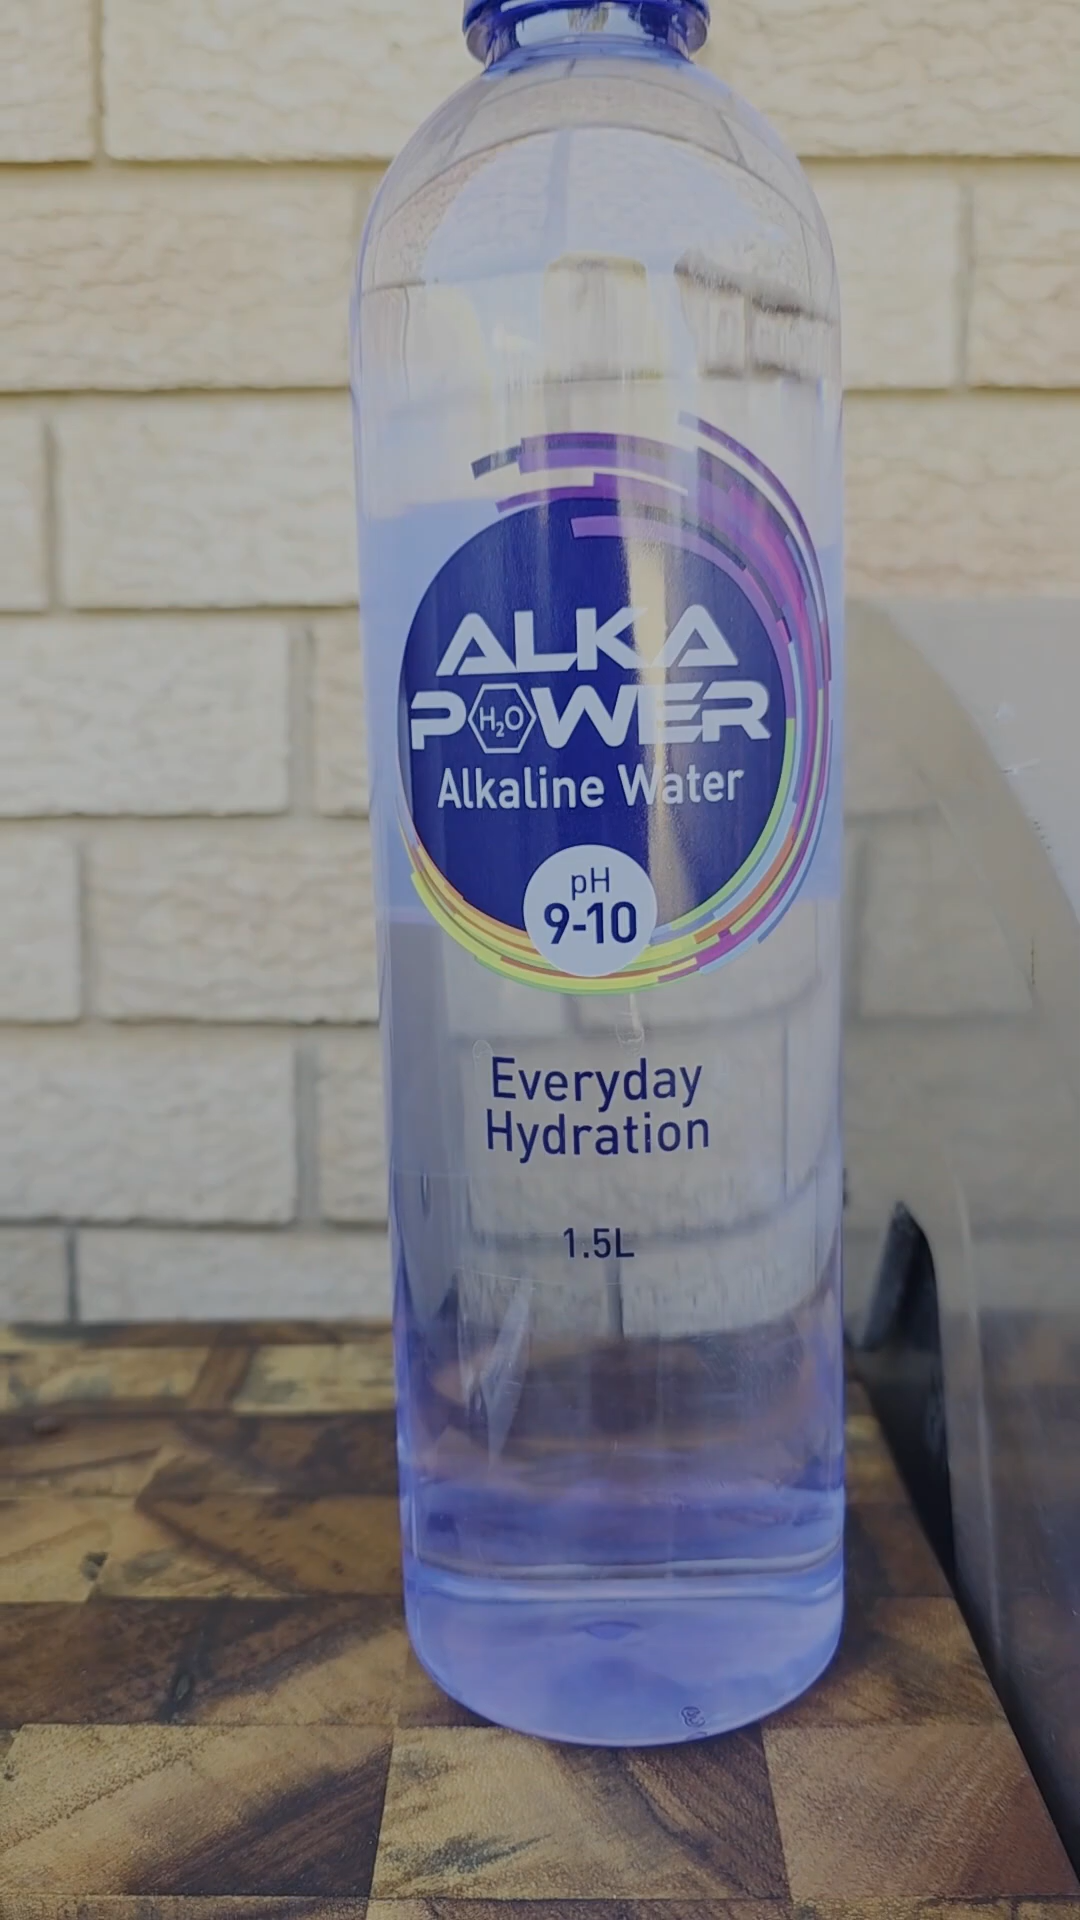 ALKA
POWER
H₂O
Alkaline Water
pH
9-10
Everyday
Hydration
1.5L